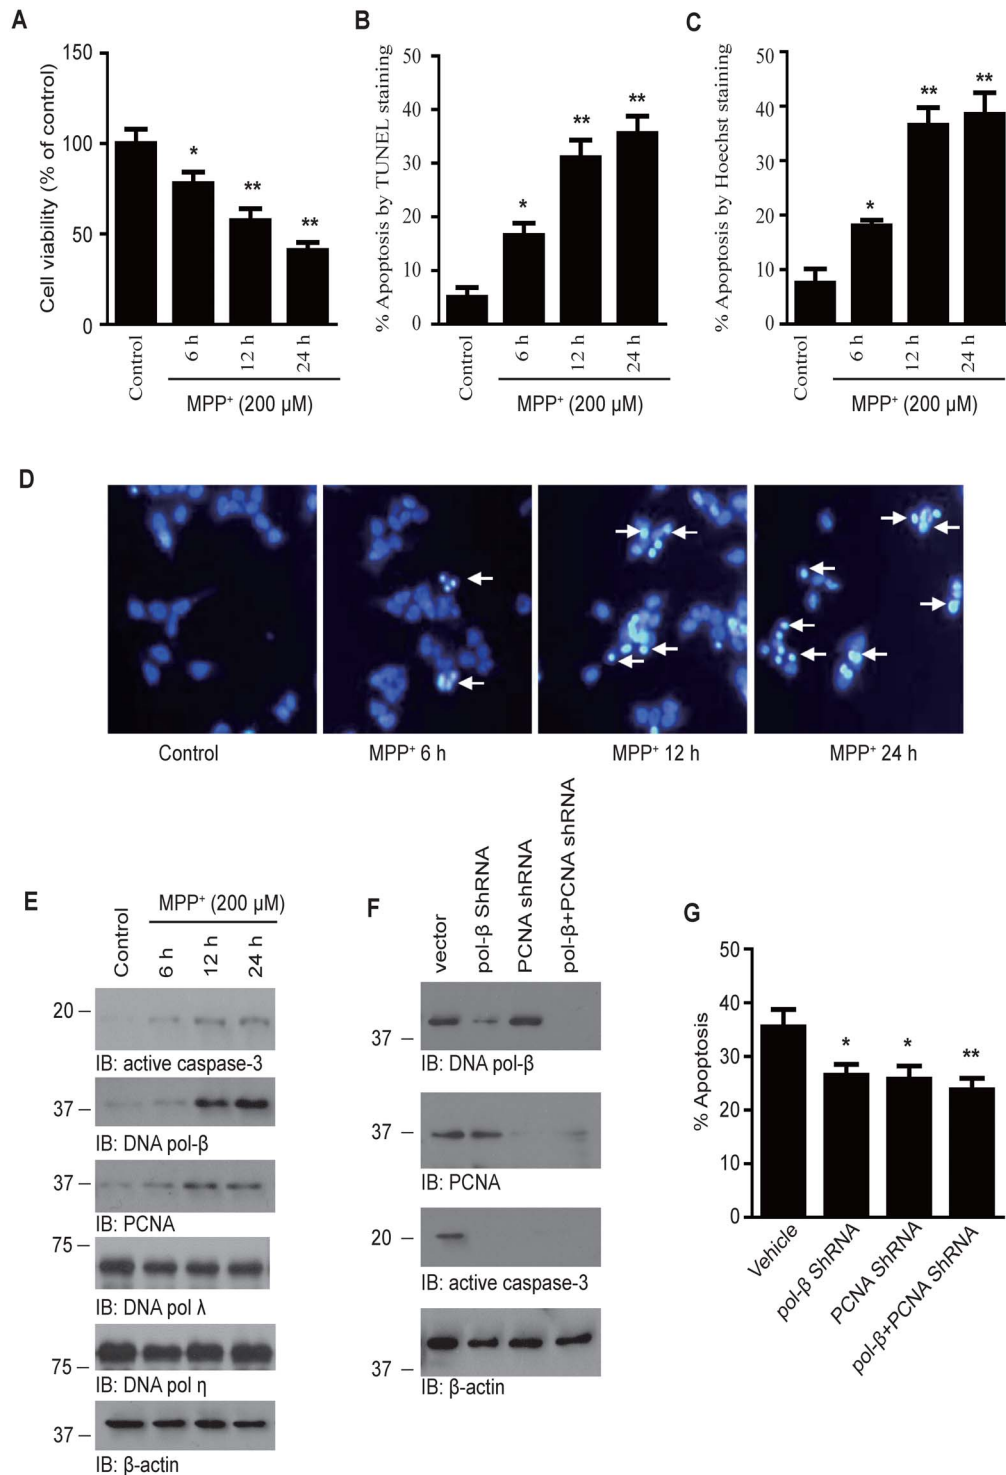 A
Cell viability (% of control)
150
100
50
0
*
**
**
Control
6 h
12 h
24 h
MPP⁺ (200 µM)
B
% Apoptosis by TUNEL staining
50
40
30
20
10
0
*
**
**
Control
6 h
12 h
24 h
MPP⁺ (200 µM)
C
% Apoptosis by Hoechst staining
50
40
30
20
10
0
*
**
**
Control
6 h
12 h
24 h
MPP⁺ (200 µM)
D
Control
MPP⁺ 6 h
MPP⁺ 12 h
MPP⁺ 24 h
E
MPP⁺ (200 µM)
Control
6 h
12 h
24 h
20
IB: active caspase-3
37
IB: DNA pol-β
37
IB: PCNA
75
IB: DNA pol λ
75
IB: DNA pol η
37
IB: β-actin
F
vector
pol-β ShRNA
PCNA shRNA
pol-β+PCNA shRNA
37
IB: DNA pol-β
37
IB: PCNA
20
IB: active caspase-3
37
IB: β-actin
G
% Apoptosis
50
40
30
20
10
0
*
*
**
Vehicle
pol-β ShRNA
PCNA ShRNA
pol-β+PCNA ShRNA